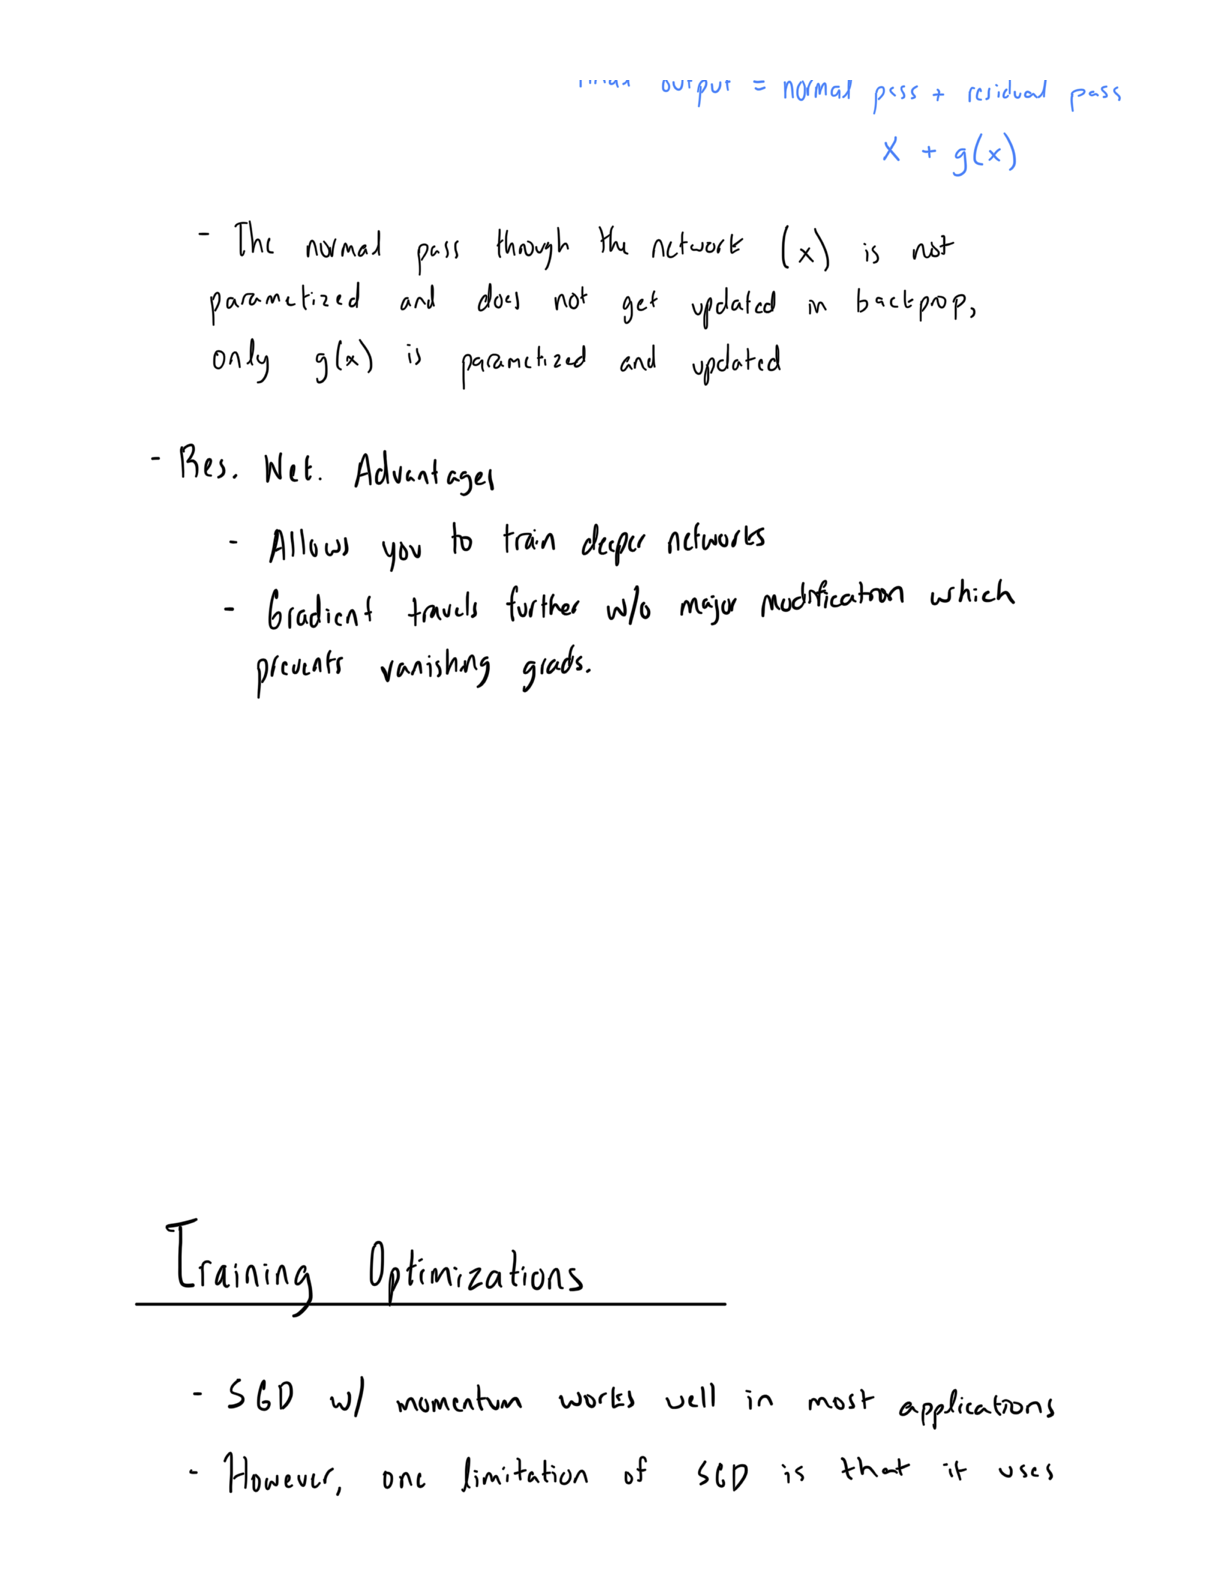 output = normal pass + residual pass
x + g(x)
- The normal pass through the network (x) is not
parametized and does not get updated in backprop,
only g(x) is parametized and updated
- Res. Net. Advantages
- Allows you to train deeper networks
- Gradient travels further w/o major modification which
prevents vanishing grads.
Training Optimizations
- SGD w/ momentum works well in most applications
- However, one limitation of SGD is that it uses